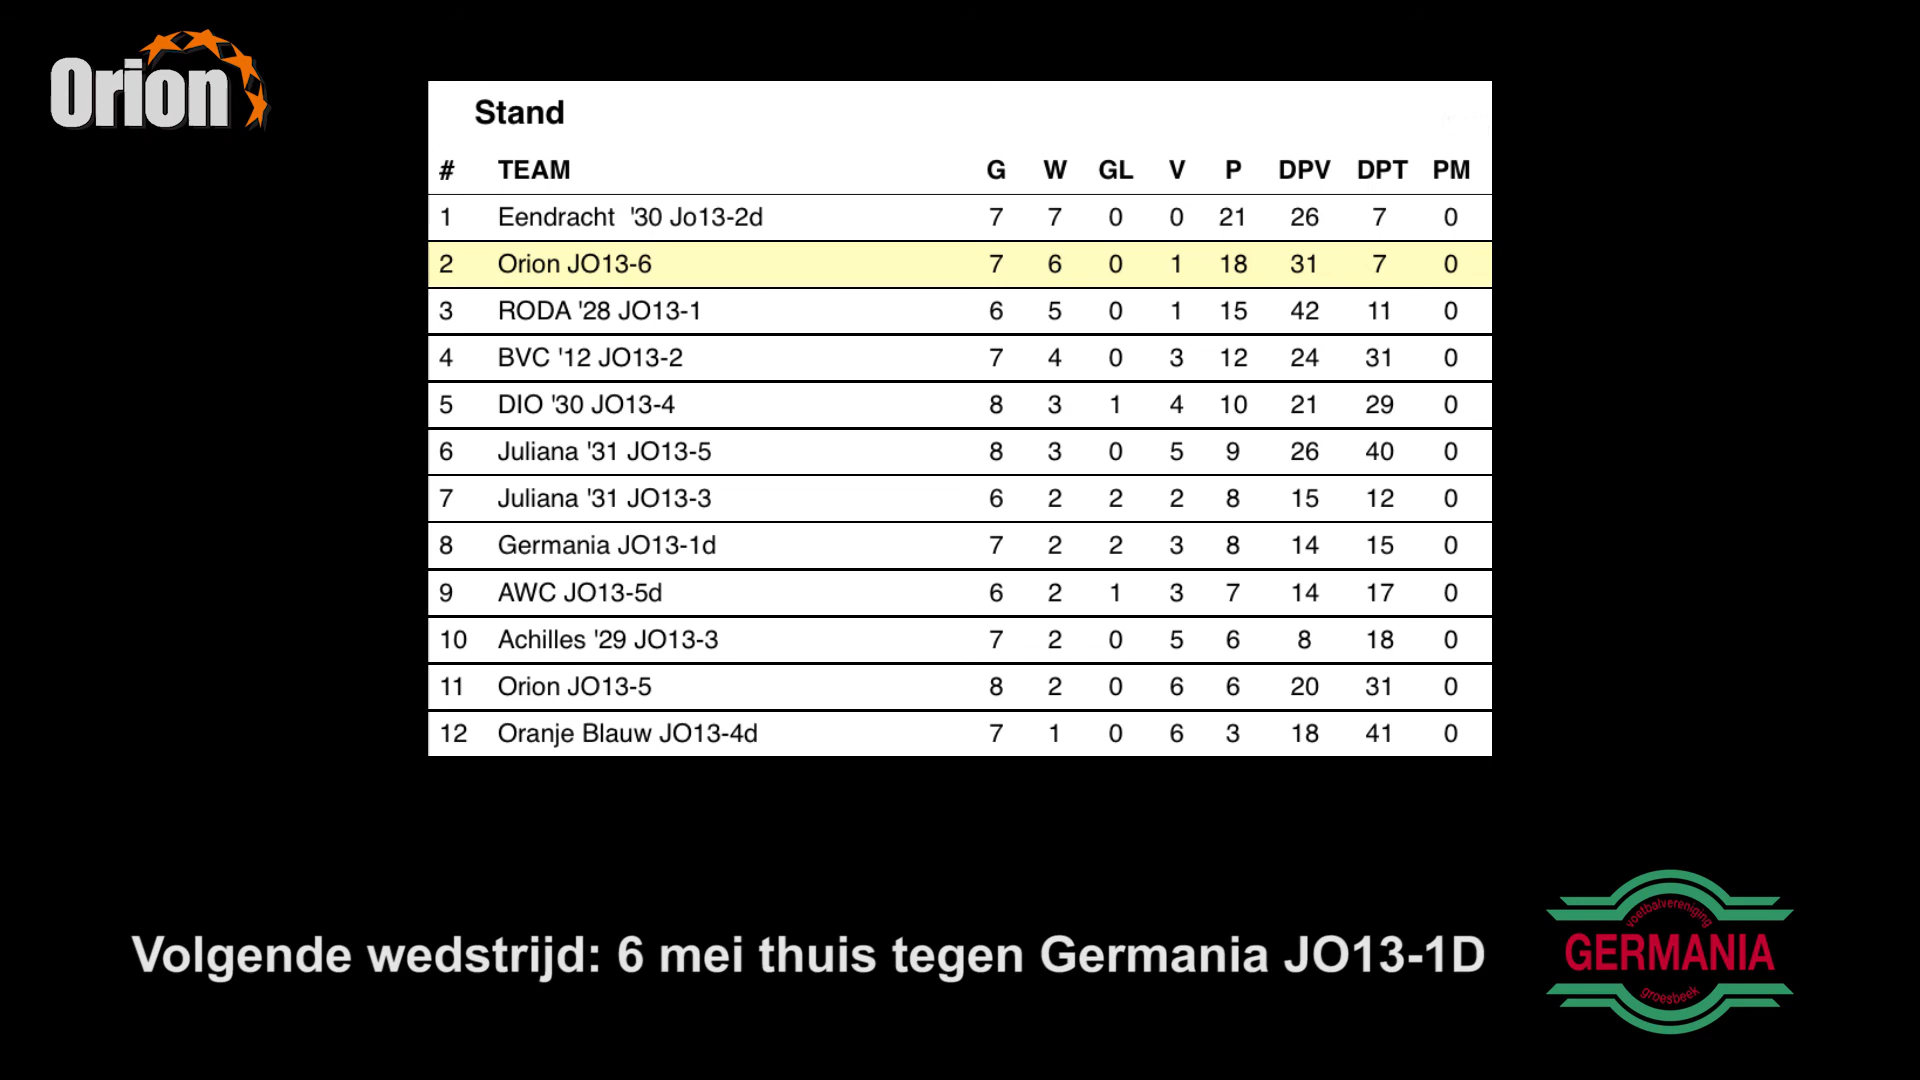 Orion
Stand
# TEAM G W GL V P DPV DPT PM
1 Eendracht '30 Jo13-2d 7 7 0 0 21 26 7 0
2 Orion JO13-6 7 6 0 1 18 31 7 0
3 RODA '28 JO13-1 6 5 0 1 15 42 11 0
4 BVC '12 JO13-2 7 4 0 3 12 24 31 0
5 DIO '30 JO13-4 8 3 1 4 10 21 29 0
6 Juliana '31 JO13-5 8 3 0 5 9 26 40 0
7 Juliana '31 JO13-3 6 2 2 2 8 15 12 0
8 Germania JO13-1d 7 2 2 3 8 14 15 0
9 AWC JO13-5d 6 2 1 3 7 14 17 0
10 Achilles '29 JO13-3 7 2 0 5 6 8 18 0
11 Orion JO13-5 8 2 0 6 6 20 31 0
12 Oranje Blauw JO13-4d 7 1 0 6 3 18 41 0
Volgende wedstrijd: 6 mei thuis tegen Germania JO13-1D
voetbalvereniging
GERMANIA
groesbeek